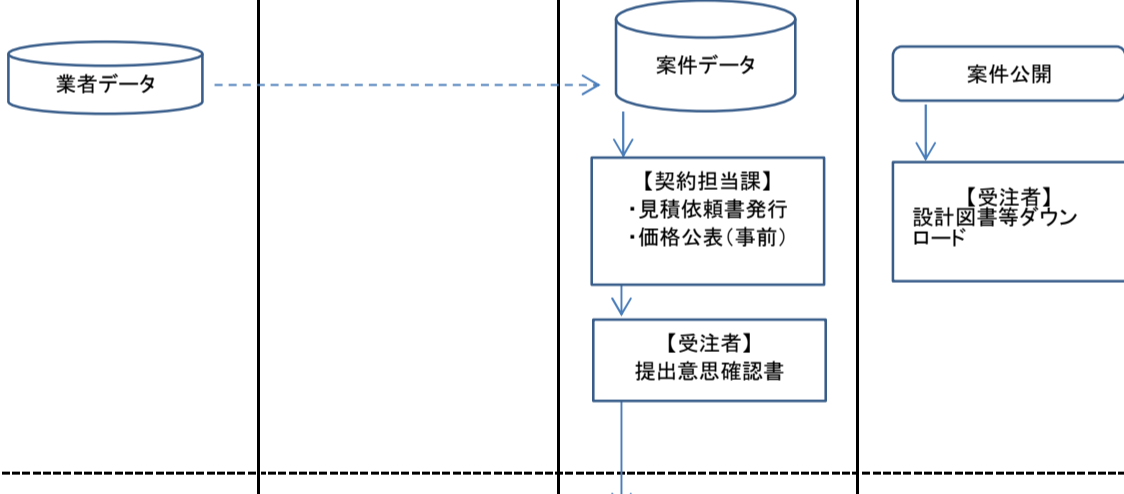 業者データ
案件データ
【契約担当課】
・見積依頼書発行
・価格公表（事前）
【受注者】
提出意思確認書
案件公開
【受注者】
設計図書等ダウン
ロード